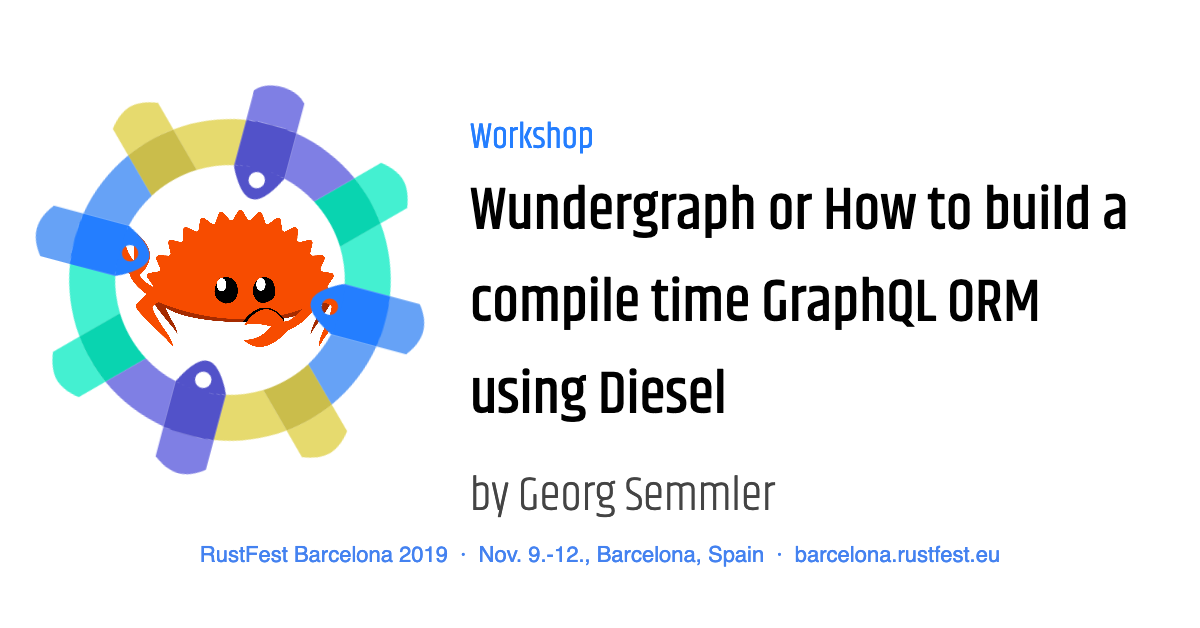 Workshop
Wundergraph or How to build a
compile time GraphQL ORM
using Diesel
by Georg Semmler
RustFest Barcelona 2019 · Nov. 9.-12., Barcelona, Spain · barcelona.rustfest.eu